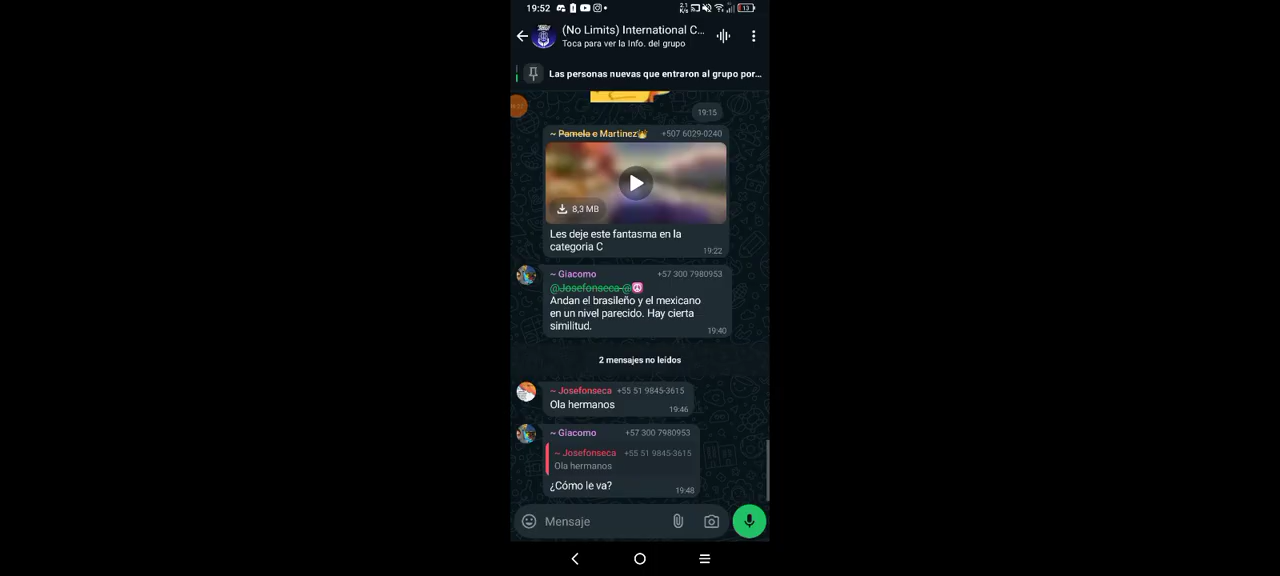 19:52
2,1 K/s 13
(No Limits) International C...
Toca para ver la Info. del grupo
Las personas nuevas que entraron al grupo por...
19:15
~ Pamela e Martinez👑 +507 6029-0240
8,3 MB
Les deje este fantasma en la
categoria C
19:22
~ Giacomo +57 300 7980953
@Josefonseca @☮️
Andan el brasileño y el mexicano
en un nivel parecido. Hay cierta
similitud.
19:40
2 mensajes no leídos
~ Josefonseca +55 51 9845-3615
Ola hermanos
19:46
~ Giacomo +57 300 7980953
~ Josefonseca +55 51 9845-3615
Ola hermanos
¿Cómo le va?
19:48
Mensaje